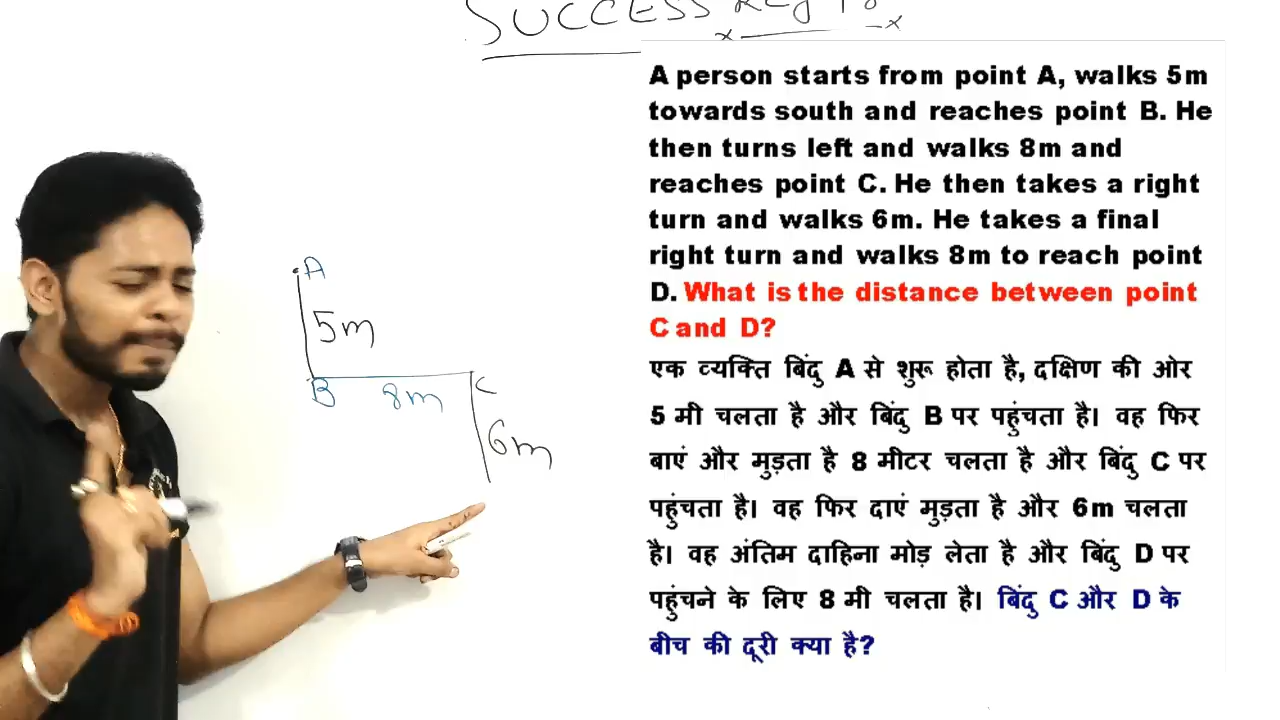 SUCCESS
A person starts from point A, walks 5m
towards south and reaches point B. He
then turns left and walks 8m and
reaches point C. He then takes a right
turn and walks 6m. He takes a final
right turn and walks 8m to reach point
D. What is the distance between point
C and D?
एक व्यक्ति बिंदु A से शुरू होता है, दक्षिण की ओर
5 मी चलता है और बिंदु B पर पहुंचता है। वह फिर
बाएं और मुड़ता है 8 मीटर चलता है और बिंदु C पर
पहुंचता है। वह फिर दाएं मुड़ता है और 6m चलता
है। वह अंतिम दाहिना मोड़ लेता है और बिंदु D पर
पहुंचने के लिए 8 मी चलता है। बिंदु C और D के
बीच की दूरी क्या है?
A
5m
B
8m
C
6m